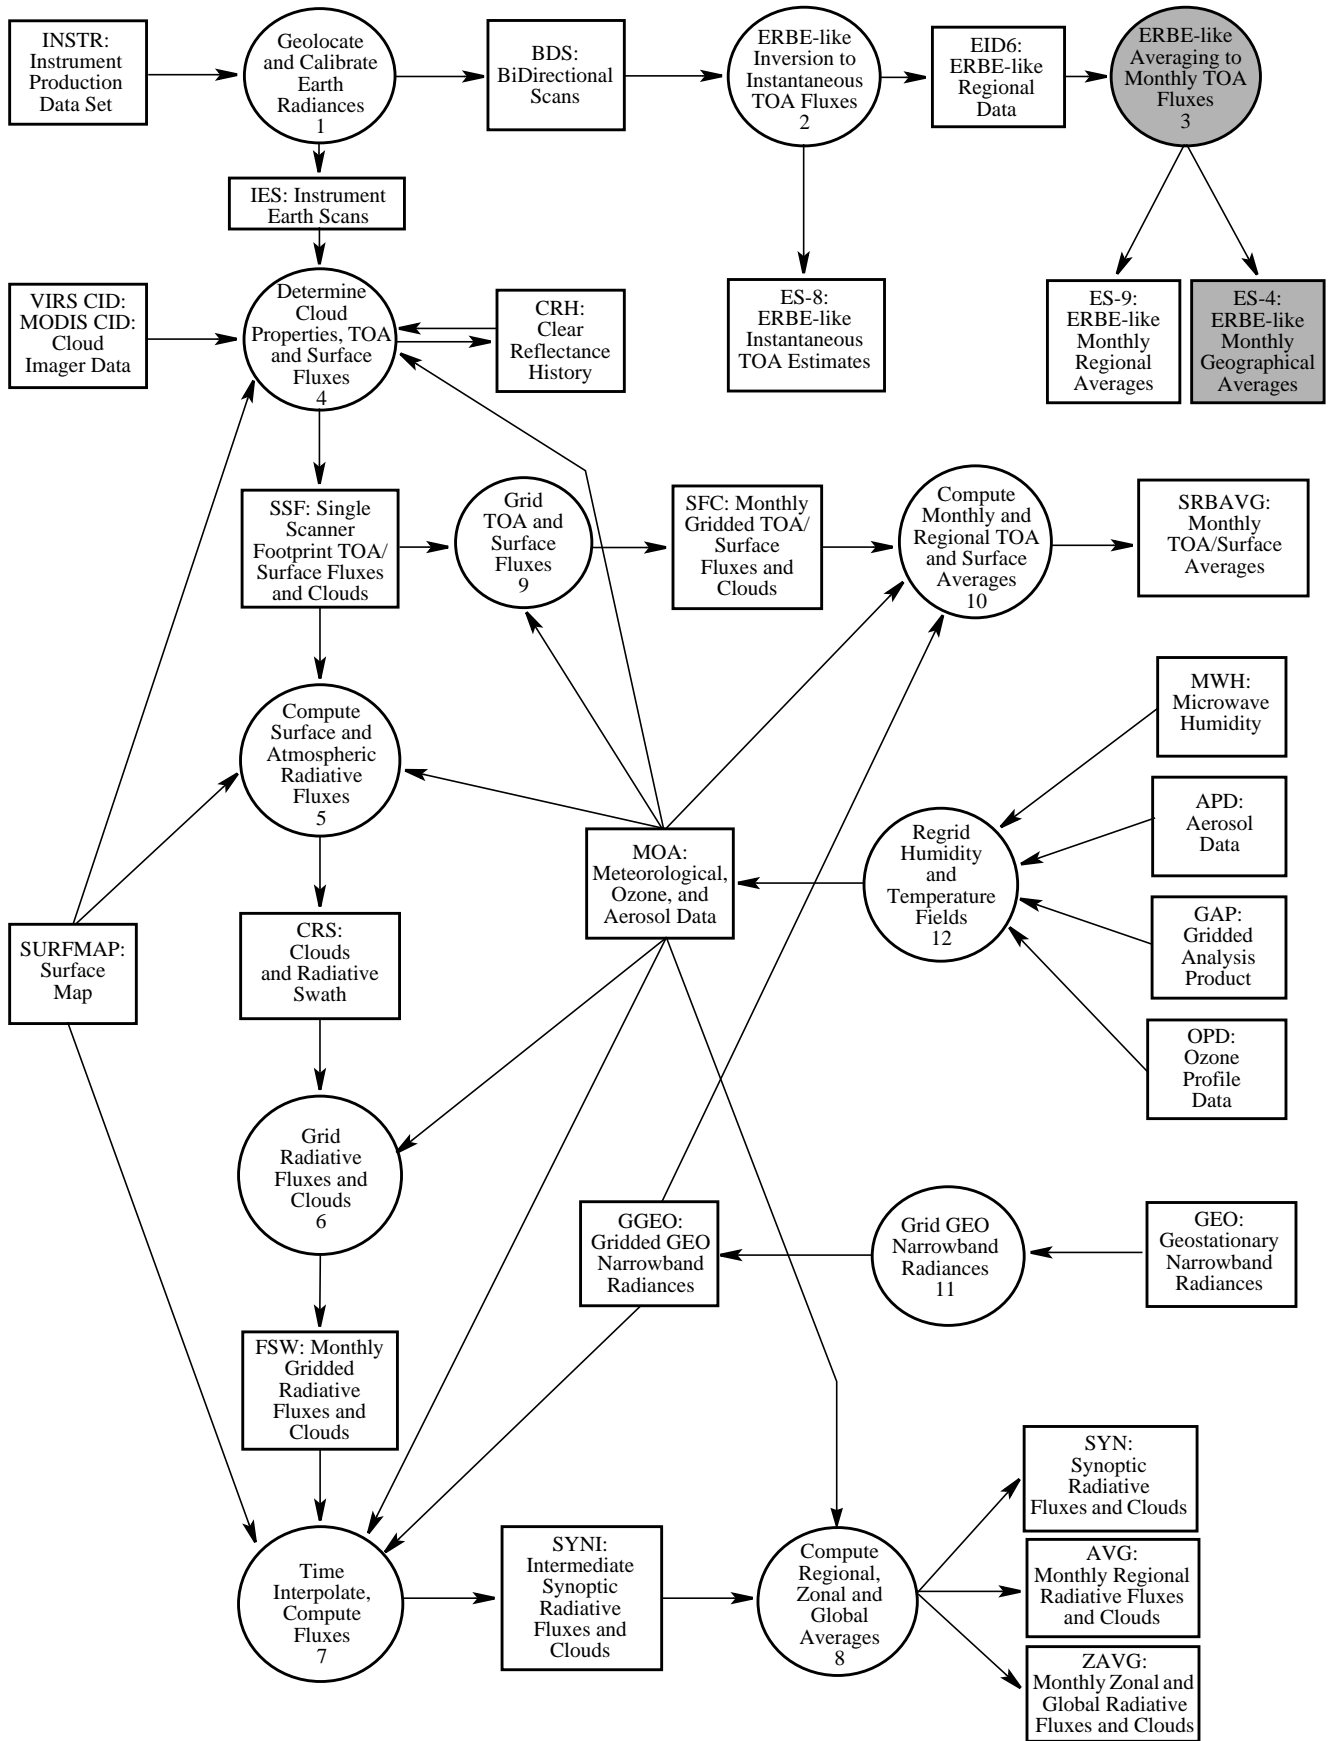 INSTR:
Instrument
Production
Data Set
Geolocate
and Calibrate
Earth
Radiances
1
BDS:
BiDirectional
Scans
ERBE-like
Inversion to
Instantaneous
TOA Fluxes
2
EID6:
ERBE-like
Regional
Data
ERBE-like
Averaging to
Monthly TOA
Fluxes
3
IES: Instrument
Earth Scans
VIRS CID:
MODIS CID:
Cloud
Imager Data
Determine
Cloud
Properties, TOA
and Surface
Fluxes
4
CRH:
Clear
Reflectance
History
ES-8:
ERBE-like
Instantaneous
TOA Estimates
ES-9:
ERBE-like
Monthly
Regional
Averages
ES-4:
ERBE-like
Monthly
Geographical
Averages
SSF: Single
Scanner
Footprint TOA/
Surface Fluxes
and Clouds
Grid
TOA and
Surface
Fluxes
9
SFC: Monthly
Gridded TOA/
Surface
Fluxes and
Clouds
Compute
Monthly and
Regional TOA
and Surface
Averages
10
SRBAVG:
Monthly
TOA/Surface
Averages
MWH:
Microwave
Humidity
Compute
Surface and
Atmospheric
Radiative
Fluxes
5
APD:
Aerosol
Data
MOA:
Meteorological,
Ozone, and
Aerosol Data
Regrid
Humidity
and
Temperature
Fields
12
GAP:
Gridded
Analysis
Product
SURFMAP:
Surface
Map
CRS:
Clouds
and Radiative
Swath
OPD:
Ozone
Profile
Data
Grid
Radiative
Fluxes and
Clouds
6
GGEO:
Gridded GEO
Narrowband
Radiances
Grid GEO
Narrowband
Radiances
11
GEO:
Geostationary
Narrowband
Radiances
FSW: Monthly
Gridded
Radiative
Fluxes and
Clouds
SYN:
Synoptic
Radiative
Fluxes and Clouds
Time
Interpolate,
Compute
Fluxes
7
SYNI:
Intermediate
Synoptic
Radiative
Fluxes and
Clouds
Compute
Regional,
Zonal and
Global
Averages
8
AVG:
Monthly Regional
Radiative Fluxes
and Clouds
ZAVG:
Monthly Zonal and
Global Radiative
Fluxes and Clouds